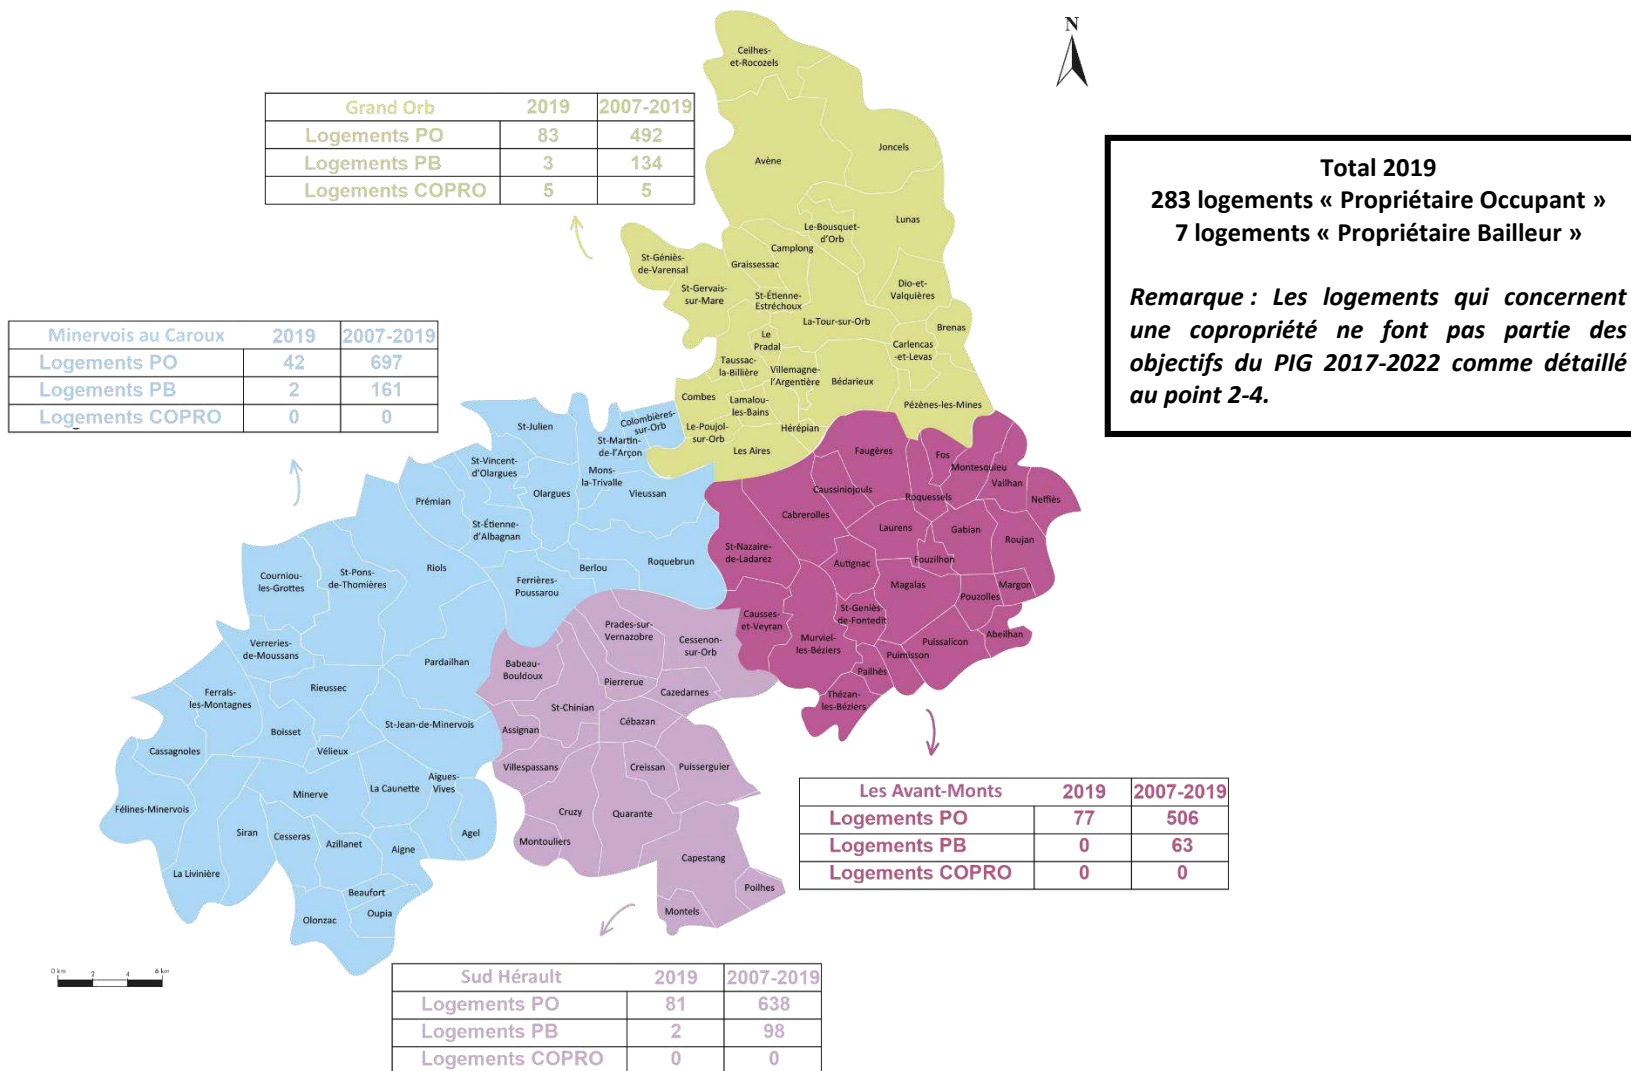 N
Ceilhes-
et-Rocozels
Grand Orb 2019 2007-2019
Logements PO 83 492
Logements PB 3 134
Logements COPRO 5 5
Avène
Joncels
Total 2019
283 logements « Propriétaire Occupant »
7 logements « Propriétaire Bailleur »
Remarque : Les logements qui concernent
une copropriété ne font pas partie des
objectifs du PIG 2017-2022 comme détaillé
au point 2-4.
Lunas
Le-Bousquet-
d'Orb
Camplong
Graissessac
St-Géniès-
de-Varensal
St-Gervais-
sur-Mare
St-Étienne-
Estréchoux
Dio-et-
Valquières
La-Tour-sur-Orb
Brenas
Le
Pradal
Carlencas
-et-Levas
Taussac-
la-Billière
Villemagne-
l'Argentière
Bédarieux
Combes
Lamalou-
les-Bains
Pézènes-les-Mines
Le-Poujol-
sur-Orb
Hérépian
Les Aires
Minervois au Caroux 2019 2007-2019
Logements PO 42 697
Logements PB 2 161
Logements COPRO 0 0
Colombières-
sur-Orb
St-Julien
St-Martin-
de-l'Arçon
St-Vincent-
d'Olargues
Mons-
la-Trivalle
Olargues
Vieussan
Prémian
St-Étienne-
d'Albagnan
Roquebrun
Berlou
Riols
St-Pons-
de-Thomières
Courniou-
les-Grottes
Ferrières-
Poussarou
Verreries-
de-Moussans
Pardailhan
Rieussec
Ferrals-
les-Montagnes
St-Jean-de-Minervois
Boisset
Vélieux
Cassagnoles
Aigues-
Vives
La Caunette
Minerve
Félines-Minervois
Siran
Cesseras
Azillanet
Aigne
Agel
La Livinière
Beaufort
Oupia
Olonzac
Faugères
Fos
Montesquieu
Vailhan
Neffiès
Caussiniojouls
Roquessels
Cabrerolles
Laurens
Gabian
Roujan
St-Nazaire-
de-Ladarez
Autignac
Fouzilhon
Magalas
Margon
Pouzolles
Causses-
et-Veyran
St-Geniès-
de-Fontedit
Abeilhan
Murviel-
les-Béziers
Puissalicon
Puimisson
Pailhès
Thézan-
les-Béziers
Prades-sur-
Vernazobre
Cessenon-
sur-Orb
Babeau-
Bouldoux
Pierrerue
Cazedarnes
St-Chinian
Cébazan
Assignan
Villespassans
Creissan
Puisserguier
Cruzy
Quarante
Montouliers
Capestang
Poilhes
Montels
Les Avant-Monts 2019 2007-2019
Logements PO 77 506
Logements PB 0 63
Logements COPRO 0 0
0 km 2 4 6 km
Sud Hérault 2019 2007-2019
Logements PO 81 638
Logements PB 2 98
Logements COPRO 0 0